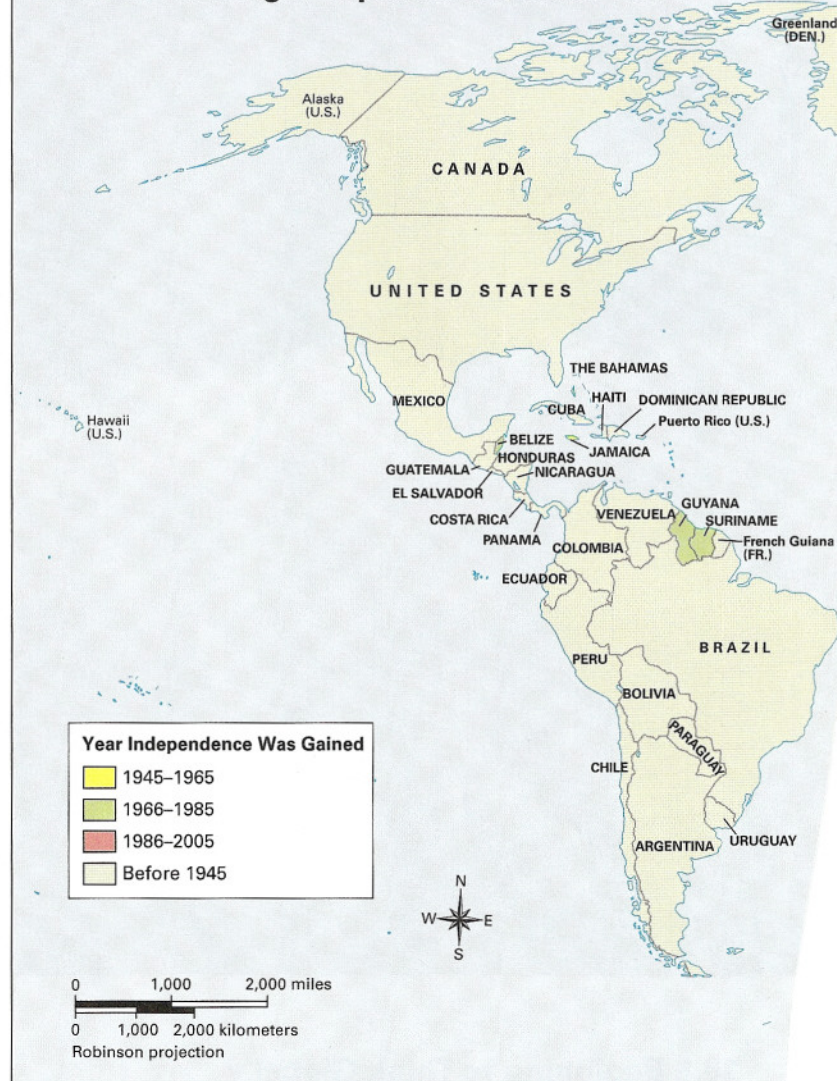 Greenland
(DEN.)
Alaska
(U.S.)
CANADA
UNITED STATES
THE BAHAMAS
MEXICO
CUBA
HAITI
DOMINICAN REPUBLIC
Puerto Rico (U.S.)
Hawaii
(U.S.)
BELIZE
JAMAICA
HONDURAS
GUATEMALA
NICARAGUA
EL SALVADOR
COSTA RICA
PANAMA
VENEZUELA
GUYANA
SURINAME
French Guiana
(FR.)
COLOMBIA
ECUADOR
BRAZIL
PERU
BOLIVIA
PARAGUAY
CHILE
ARGENTINA
URUGUAY
Year Independence Was Gained
1945–1965
1966–1985
1986–2005
Before 1945
N
W E
S
0 1,000 2,000 miles
0 1,000 2,000 kilometers
Robinson projection